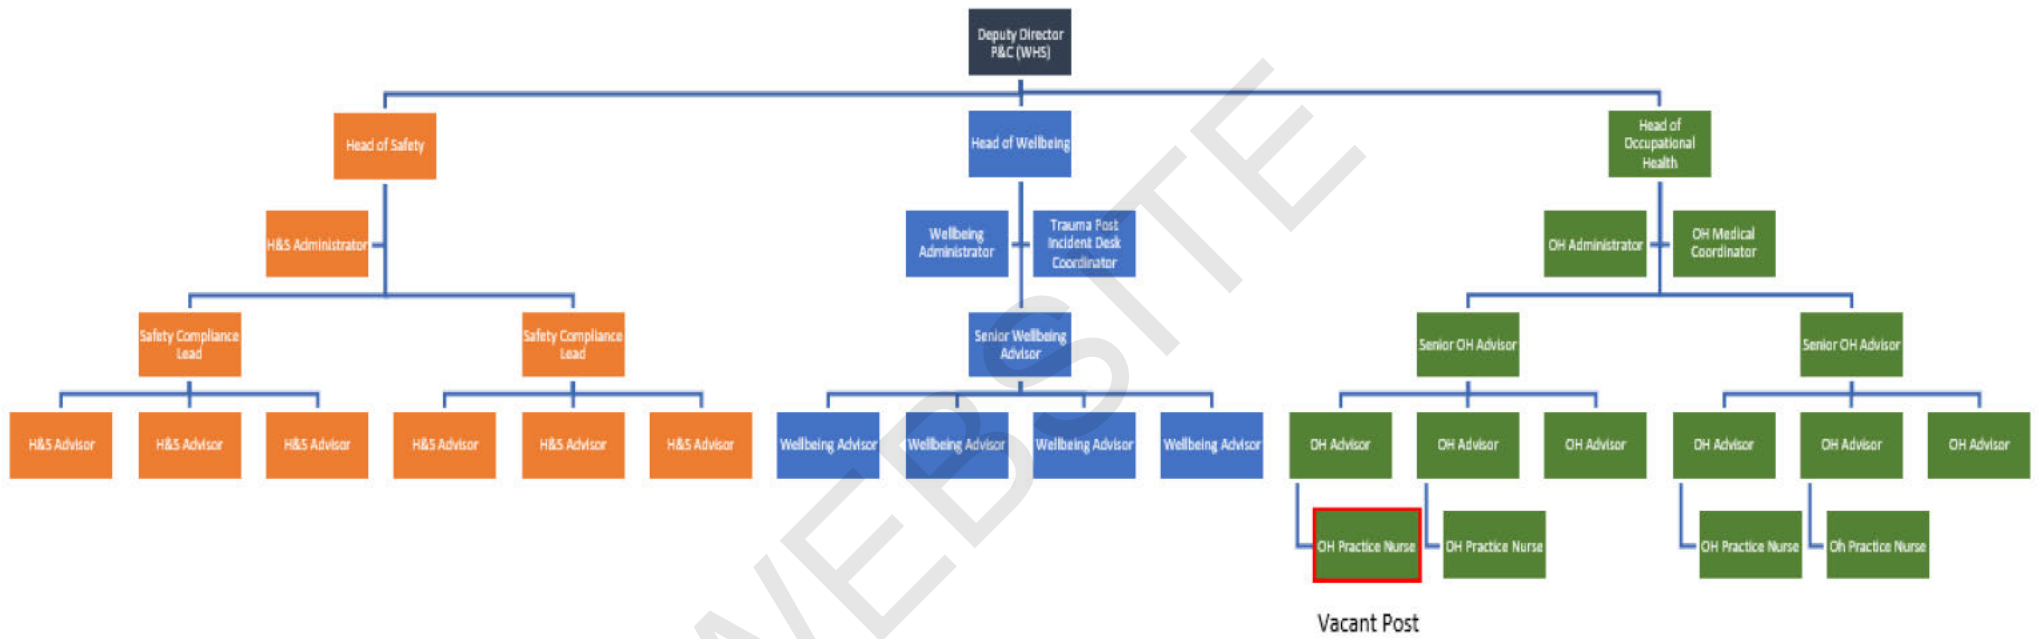 Deputy Director
P&C (WHS)
Head of Safety
Head of Wellbeing
Head of
Occupational
Health
H&S Administrator
Wellbeing
Administrator
Trauma Post
Incident Desk
Coordinator
OH Administrator
OH Medical
Coordinator
Safety Compliance
Lead
Safety Compliance
Lead
Senior Wellbeing
Advisor
Senior OH Advisor
Senior OH Advisor
H&S Advisor
H&S Advisor
H&S Advisor
H&S Advisor
H&S Advisor
H&S Advisor
Wellbeing Advisor
Wellbeing Advisor
Wellbeing Advisor
Wellbeing Advisor
OH Advisor
OH Advisor
OH Advisor
OH Advisor
OH Advisor
OH Advisor
OH Practice Nurse
OH Practice Nurse
OH Practice Nurse
Oh Practice Nurse
Vacant Post
WEBSITE